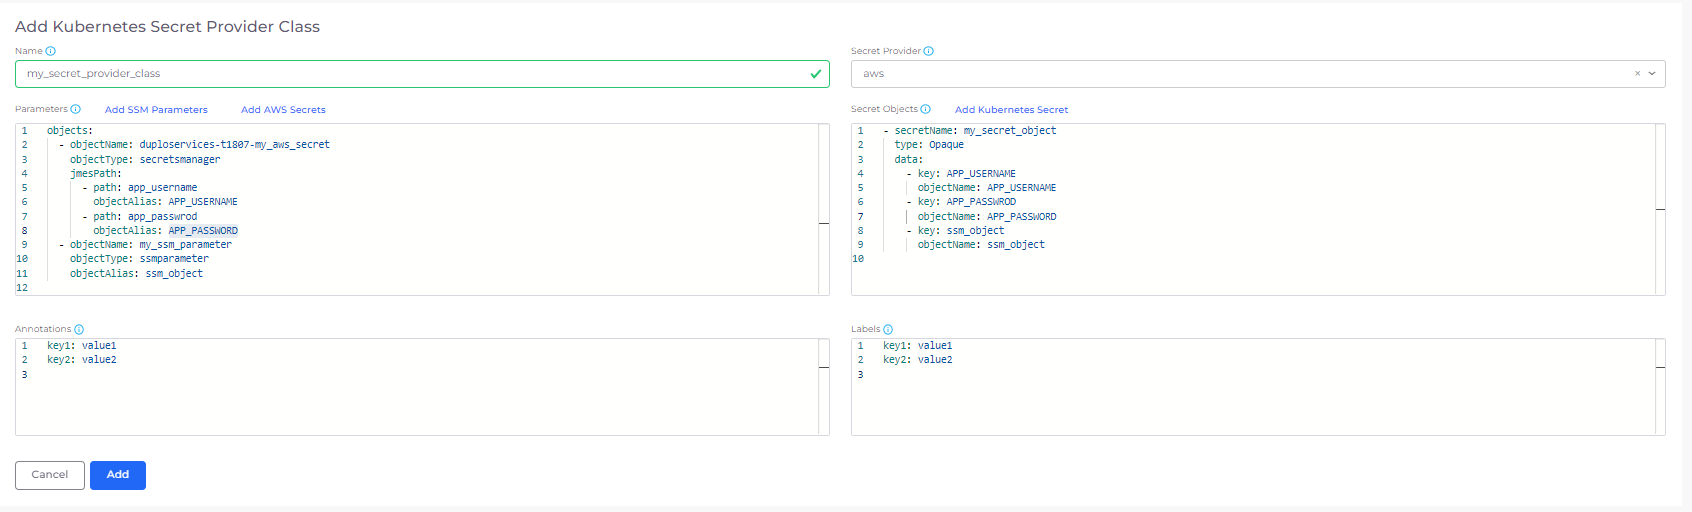 Add Kubernetes Secret Provider Class
Name
my_secret_provider_class
Secret Provider
aws
Parameters Add SSM Parameters Add AWS Secrets
1 objects:
2   - objectName: duploservices-t1807-my_aws_secret
3     objectType: secretsmanager
4     jmesPath:
5       - path: app_username
6         objectAlias: APP_USERNAME
7       - path: app_passwrod
8         objectAlias: APP_PASSWORD
9   - objectName: my_ssm_parameter
10     objectType: ssmparameter
11     objectAlias: ssm_object
12
Secret Objects Add Kubernetes Secret
1 - secretName: my_secret_object
2   type: Opaque
3   data:
4     - key: APP_USERNAME
5       objectName: APP_USERNAME
6     - key: APP_PASSWROD
7       objectName: APP_PASSWORD
8     - key: ssm_object
9       objectName: ssm_object
10
Annotations
1 key1: value1
2 key2: value2
3
Labels
1 key1: value1
2 key2: value2
3
Cancel Add